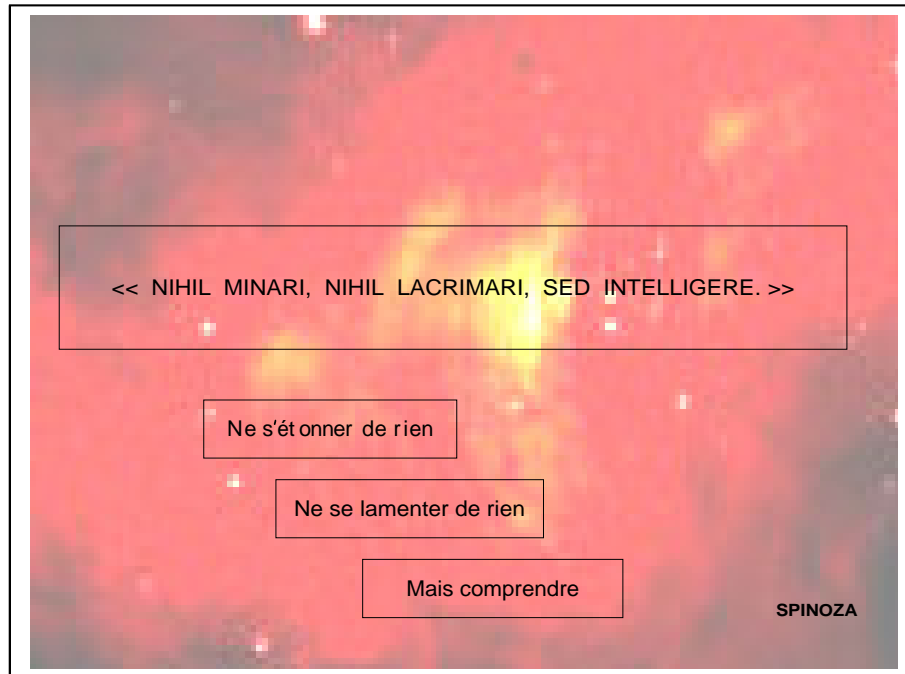 << NIHIL MINARI, NIHIL LACRIMARI, SED INTELLIGERE. >>
Ne s'étonner de rien
Ne se lamenter de rien
Mais comprendre
SPINOZA